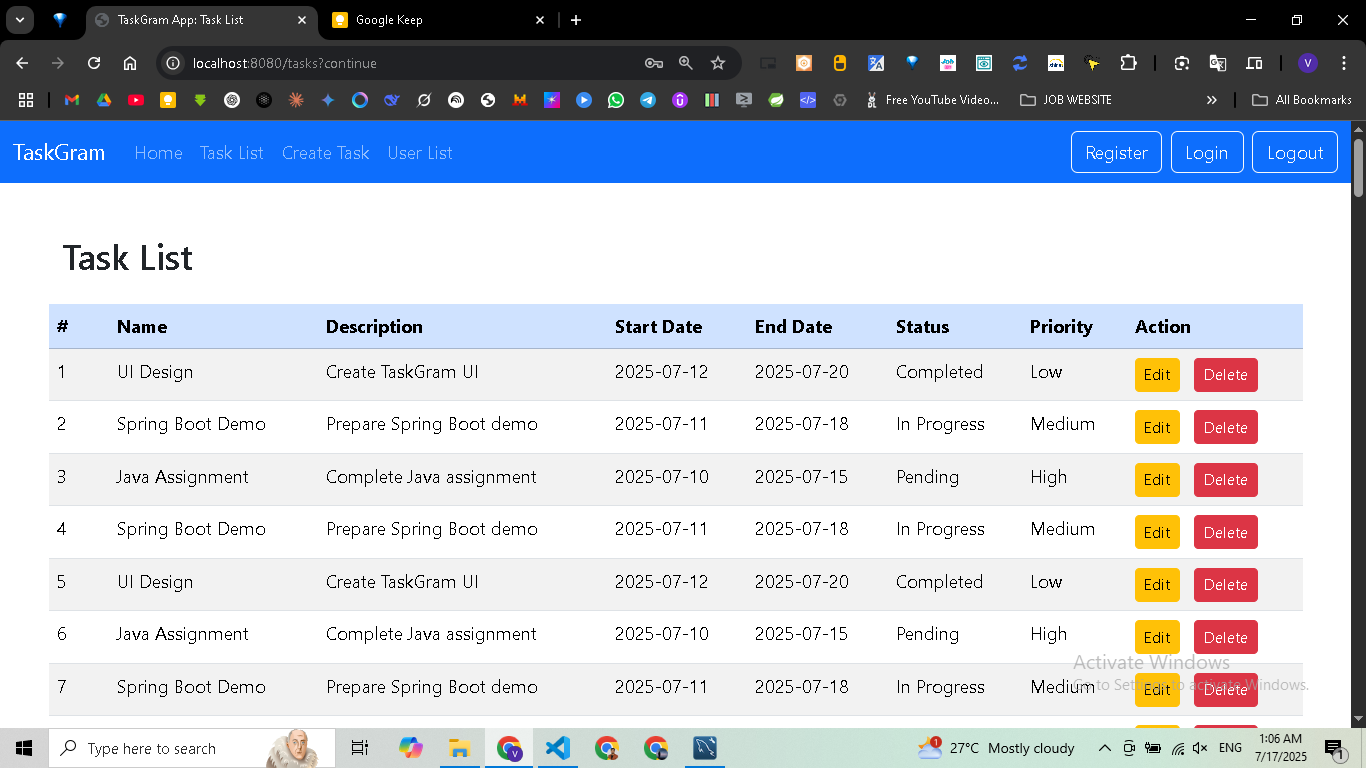 TaskGram App: Task List
Google Keep
localhost:8080/tasks?continue
V
Free YouTube Video...
JOB WEBSITE
All Bookmarks
TaskGram Home Task List Create Task User List Register Login Logout
Task List
# Name Description Start Date End Date Status Priority Action
1 UI Design Create TaskGram UI 2025-07-12 2025-07-20 Completed Low Edit Delete
2 Spring Boot Demo Prepare Spring Boot demo 2025-07-11 2025-07-18 In Progress Medium Edit Delete
3 Java Assignment Complete Java assignment 2025-07-10 2025-07-15 Pending High Edit Delete
4 Spring Boot Demo Prepare Spring Boot demo 2025-07-11 2025-07-18 In Progress Medium Edit Delete
5 UI Design Create TaskGram UI 2025-07-12 2025-07-20 Completed Low Edit Delete
6 Java Assignment Complete Java assignment 2025-07-10 2025-07-15 Pending High Edit Delete
Activate Windows
7 Spring Boot Demo Prepare Spring Boot demo 2025-07-11 2025-07-18 In Progress Medium Edit Delete
Go to Settings to activate Windows.
Type here to search
27°C Mostly cloudy
ENG
1:06 AM
7/17/2025